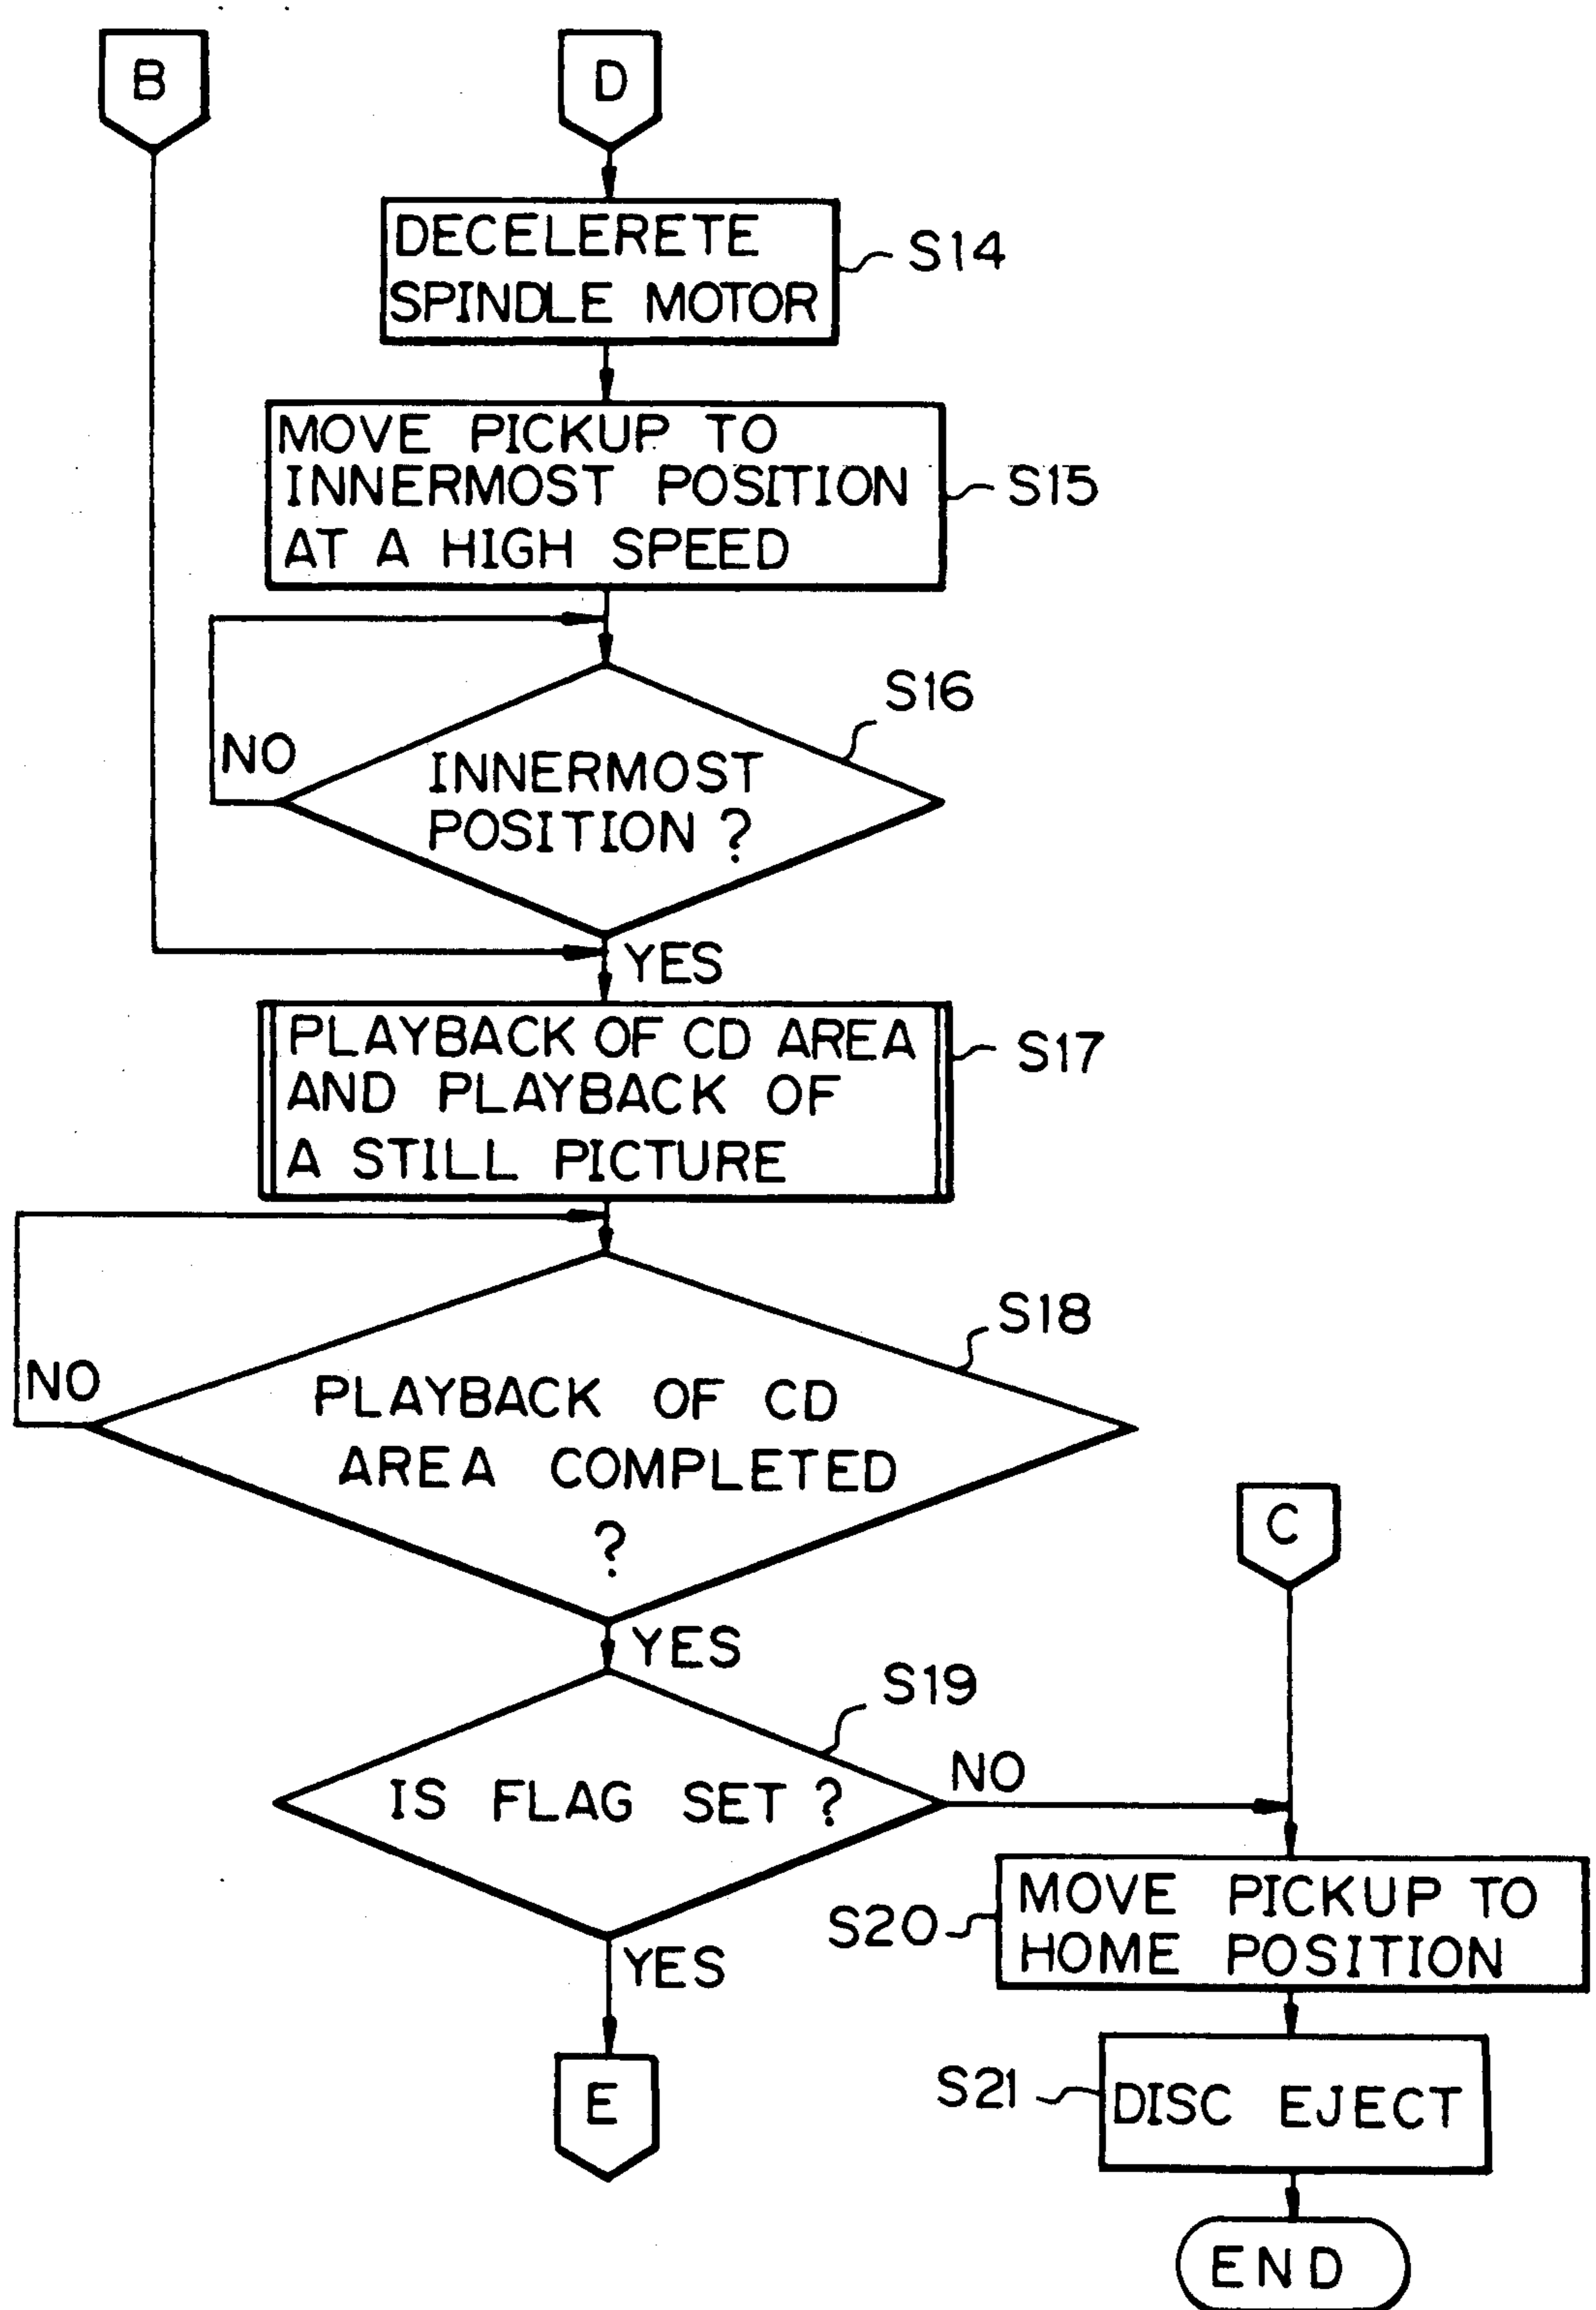 B
D
DECELERETE
SPINDLE MOTOR
S14
MOVE PICKUP TO
INNERMOST POSITION
AT A HIGH SPEED
S15
S16
NO
INNERMOST
POSITION ?
YES
PLAYBACK OF CD AREA
AND PLAYBACK OF
A STILL PICTURE
S17
S18
NO
PLAYBACK OF CD
AREA COMPLETED
?
YES
C
S19
IS FLAG SET ?
NO
YES
S20
MOVE PICKUP TO
HOME POSITION
E
S21
DISC EJECT
END